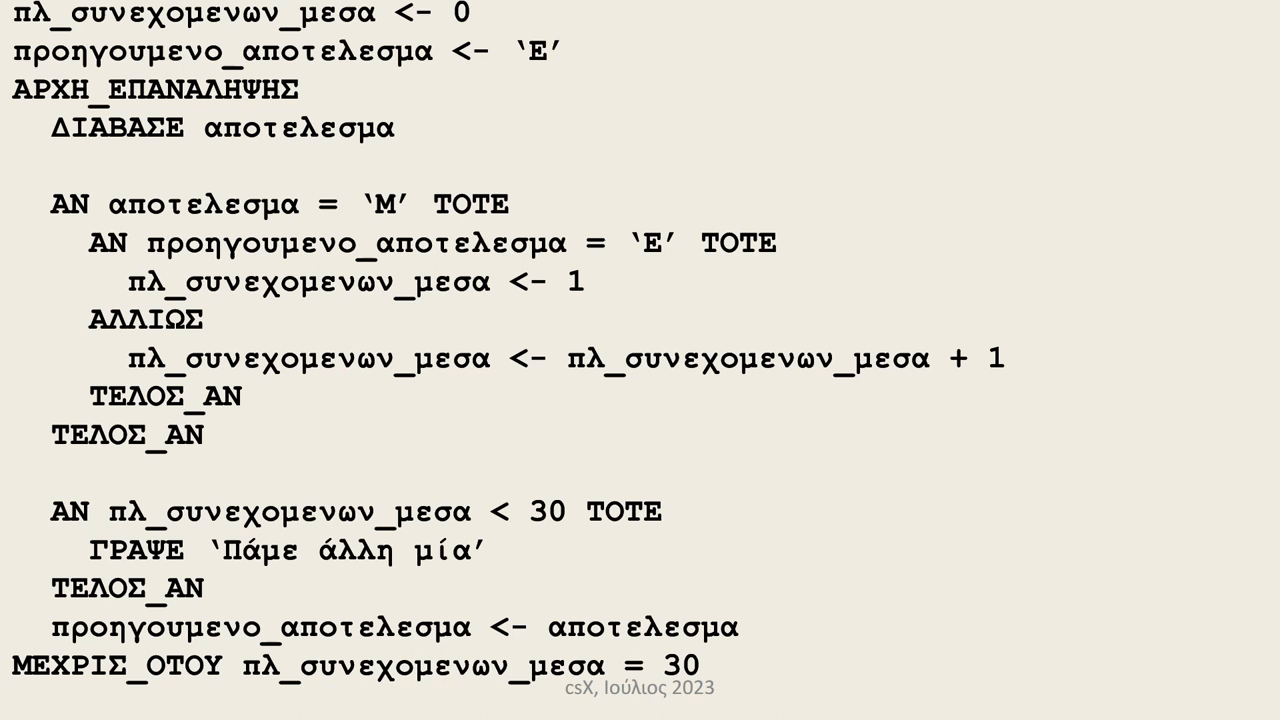 πλ_συνεχομενων_μεσα <- 0
προηγουμενο_αποτελεσμα <- ‘Ε’
ΑΡΧΗ_ΕΠΑΝΑΛΗΨΗΣ
ΔΙΑΒΑΣΕ αποτελεσμα
ΑΝ αποτελεσμα = ‘Μ’ ΤΟΤΕ
ΑΝ προηγουμενο_αποτελεσμα = ‘Ε’ ΤΟΤΕ
πλ_συνεχομενων_μεσα <- 1
ΑΛΛΙΩΣ
πλ_συνεχομενων_μεσα <- πλ_συνεχομενων_μεσα + 1
ΤΕΛΟΣ_ΑΝ
ΤΕΛΟΣ_ΑΝ
ΑΝ πλ_συνεχομενων_μεσα < 30 ΤΟΤΕ
ΓΡΑΨΕ ‘Πάμε άλλη μία’
ΤΕΛΟΣ_ΑΝ
προηγουμενο_αποτελεσμα <- αποτελεσμα
ΜΕΧΡΙΣ_ΟΤΟΥ πλ_συνεχομενων_μεσα = 30
csX, Ιούλιος 2023